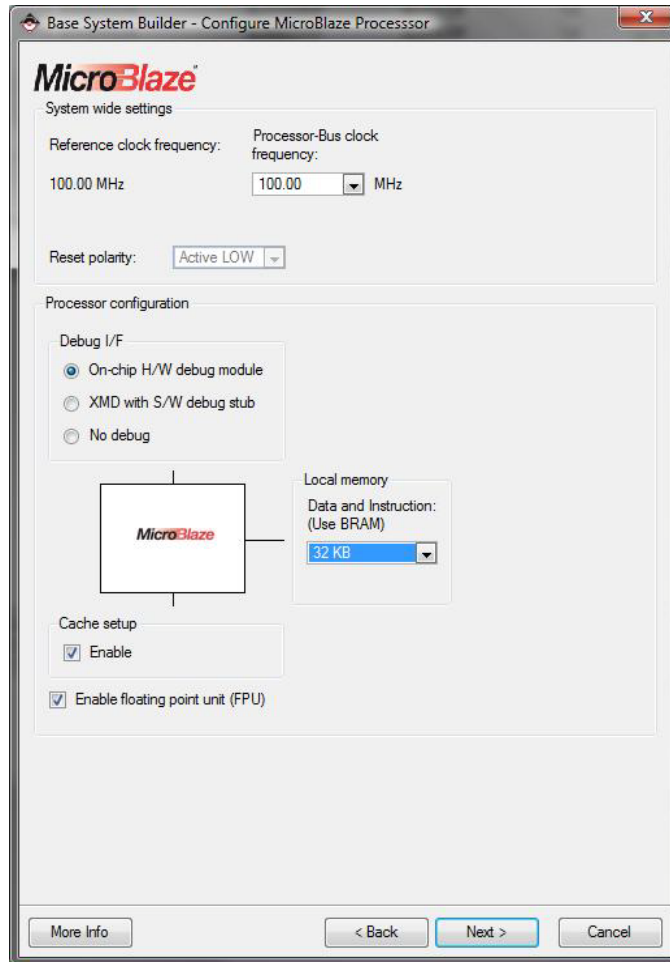 Base System Builder - Configure MicroBlaze Processsor
X
MicroBlaze
System wide settings
Reference clock frequency:
Processor-Bus clock
frequency:
100.00 MHz
100.00
MHz
Reset polarity:
Active LOW
Processor configuration
Debug I/F
On-chip H/W debug module
XMD with S/W debug stub
No debug
MicroBlaze
Local memory
Data and Instruction:
(Use BRAM)
32 KB
Cache setup
Enable
Enable floating point unit (FPU)
More Info
< Back
Next >
Cancel